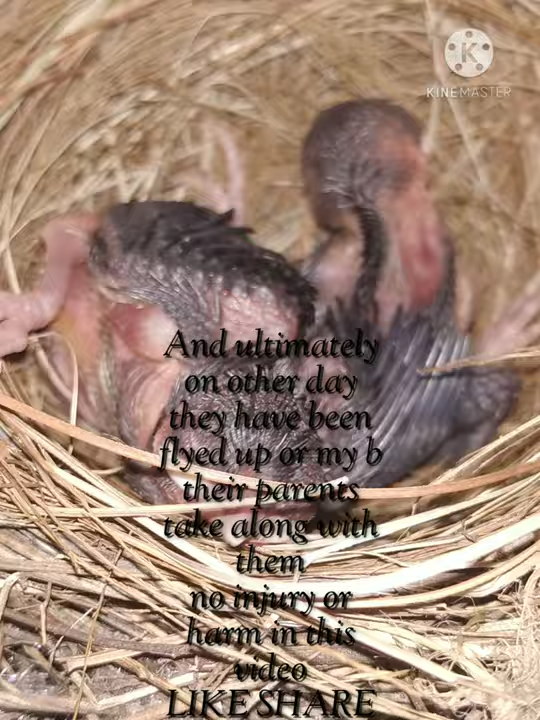 KINEMASTER
And ultimately
on other day
they have been
flyed up or my b
their parents
take along with
them
no injury or
harm in this
video
LIKE SHARE